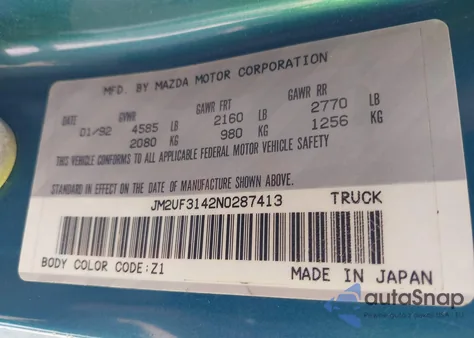 MFD. BY MAZDA MOTOR CORPORATION
DATE GVWR GAWR FRT GAWR RR
01/92 4585 LB 2160 LB 2770 LB
2080 KG 980 KG 1256 KG
THIS VEHICLE CONFORMS TO ALL APPLICABLE FEDERAL MOTOR VEHICLE SAFETY
STANDARD IN EFFECT ON DATE OF MANUFACTURE SHOWN ABOVE
JM2UF3142N0287413 TRUCK
BODY COLOR CODE:Z1 MADE IN JAPAN
autoSnap